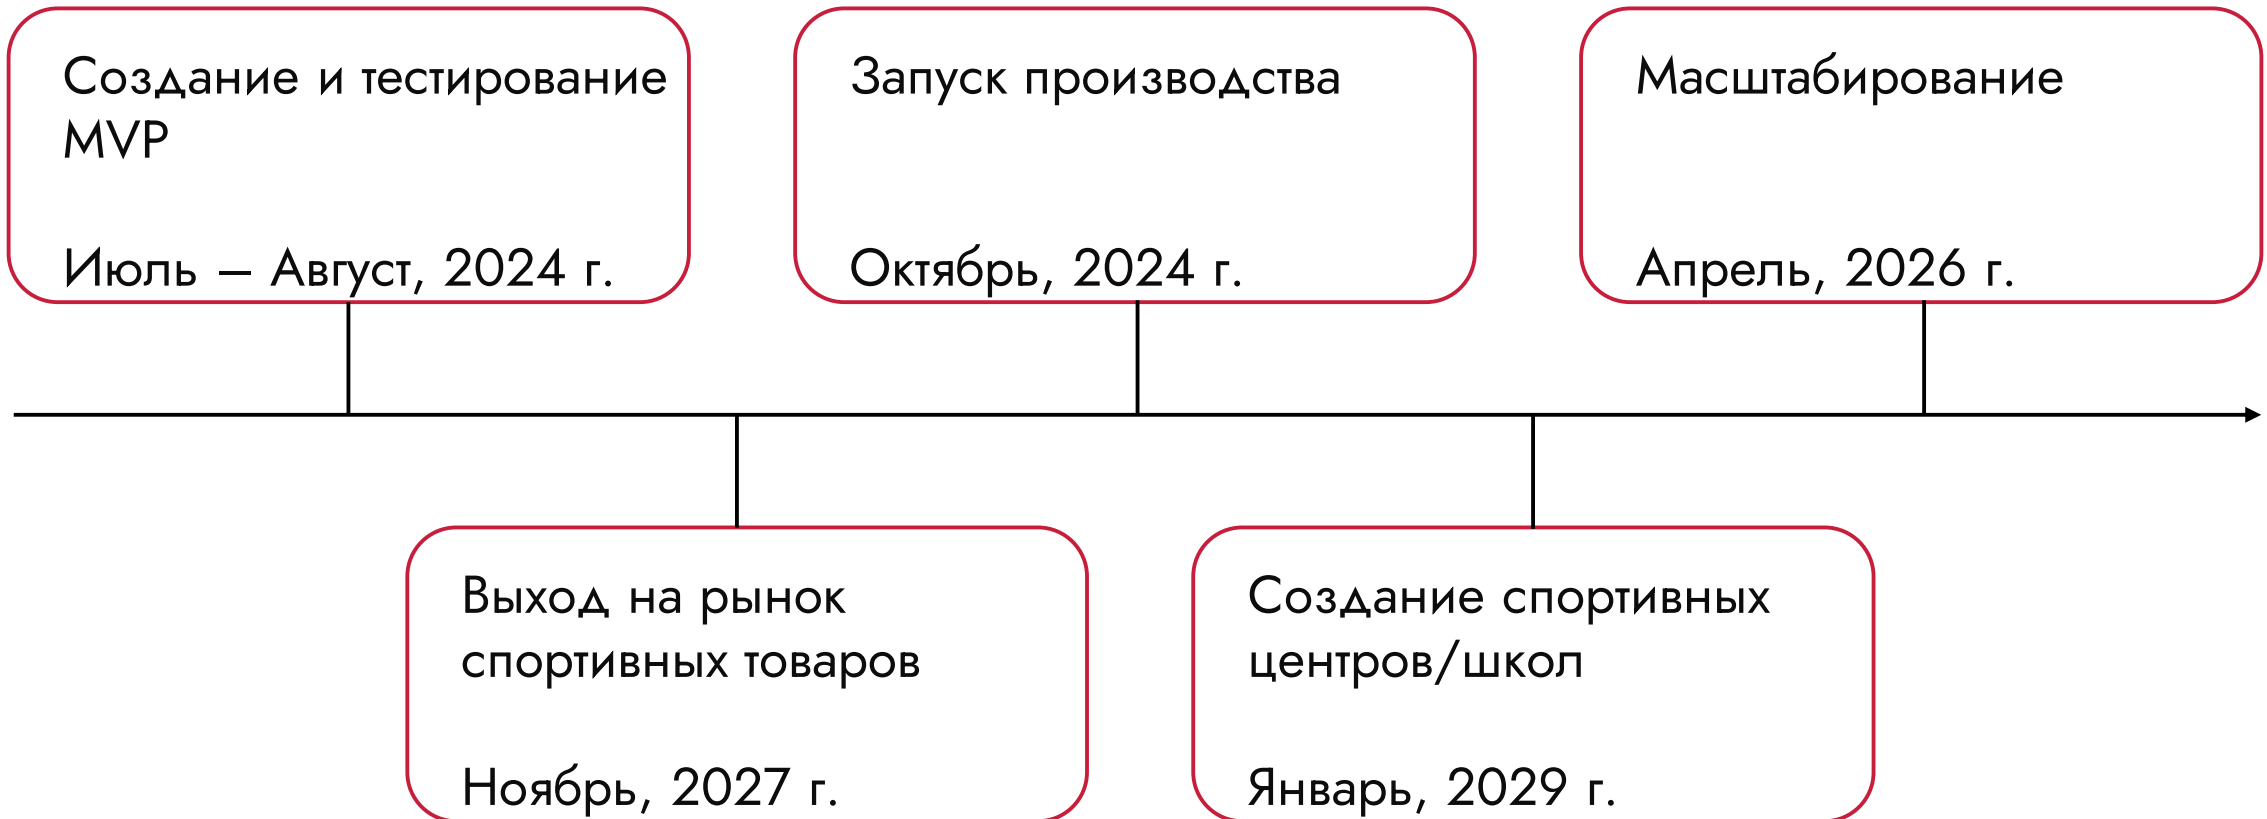 Создание и тестирование
MVP
Июль – Август, 2024 г.
Запуск производства
Октябрь, 2024 г.
Масштабирование
Апрель, 2026 г.
Выход на рынок
спортивных товаров
Ноябрь, 2027 г.
Создание спортивных
центров/школ
Январь, 2029 г.